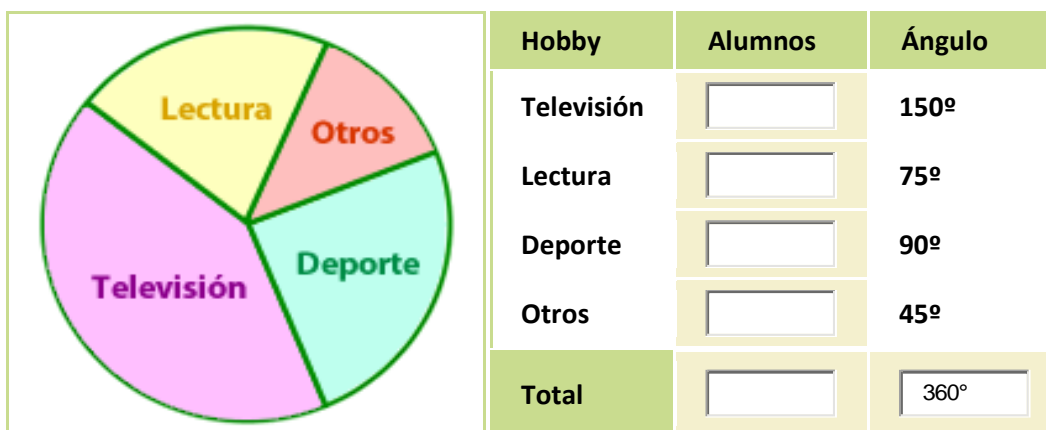 Lectura
Otros
Deporte
Televisión
Hobby Alumnos Ángulo
Televisión 150º
Lectura 75º
Deporte 90º
Otros 45º
Total 360°